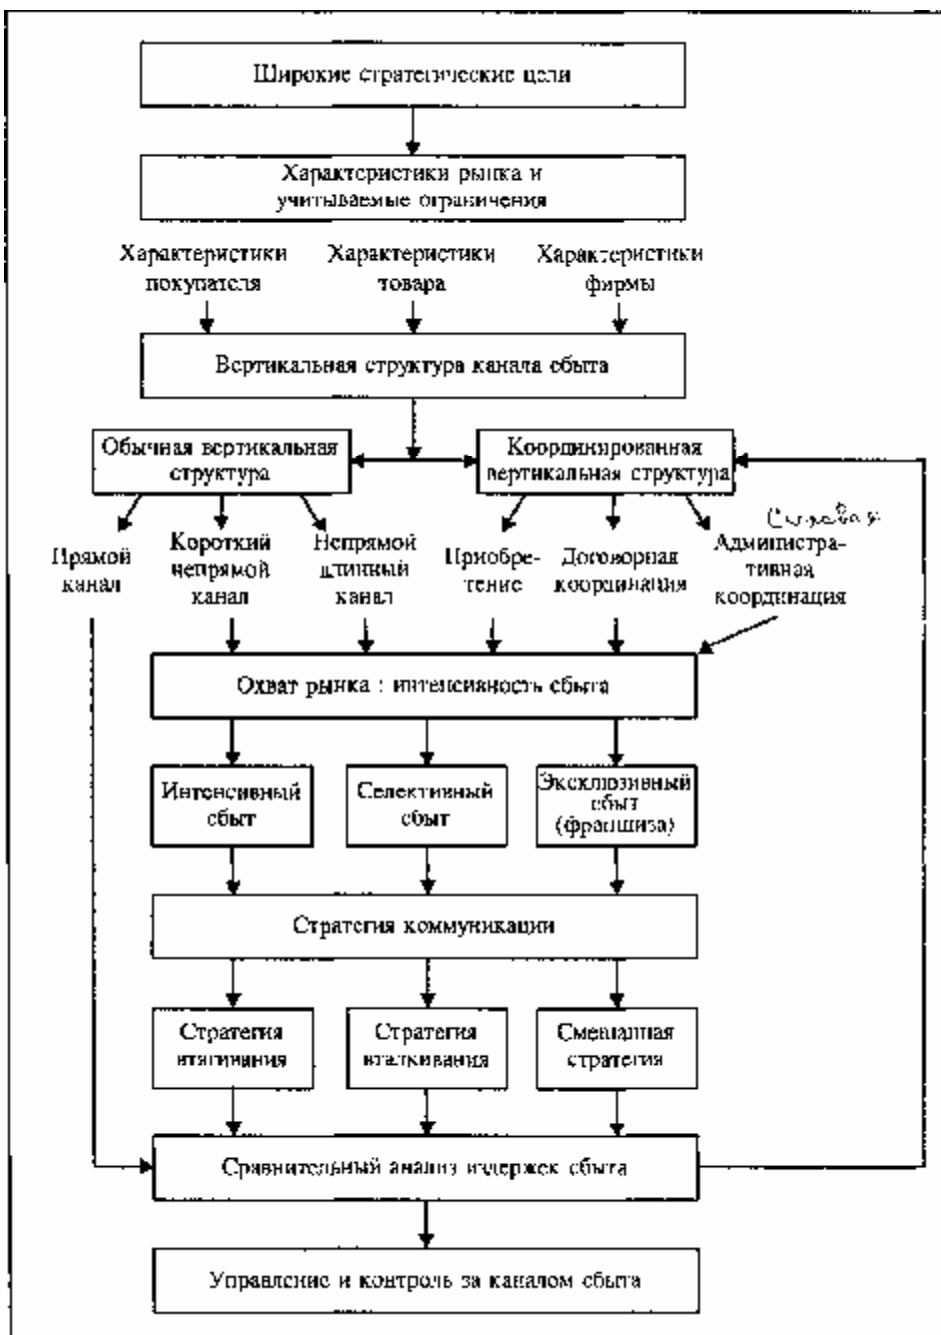 Широкие стратегические цели
Характеристики рынка и
учитываемые ограничения
Характеристики
покупателя
Характеристики
товара
Характеристики
фирмы
Вертикальная структура канала сбыта
Обычная вертикальная
структура
Координированная
вертикальная структура
Прямой
канал
Короткий
непрямой
канал
Непрямой
длинный
канал
Приобре-
тение
Договорная
координация
Администра-
тивная
координация
Охват рынка : интенсивность сбыта
Интенсивный
сбыт
Селективный
сбыт
Эксклюзивный
сбыт
(франшиза)
Стратегия коммуникации
Стратегия
втягивания
Стратегия
вталкивания
Смешанная
стратегия
Сравнительный анализ издержек сбыта
Управление и контроль за каналом сбыта